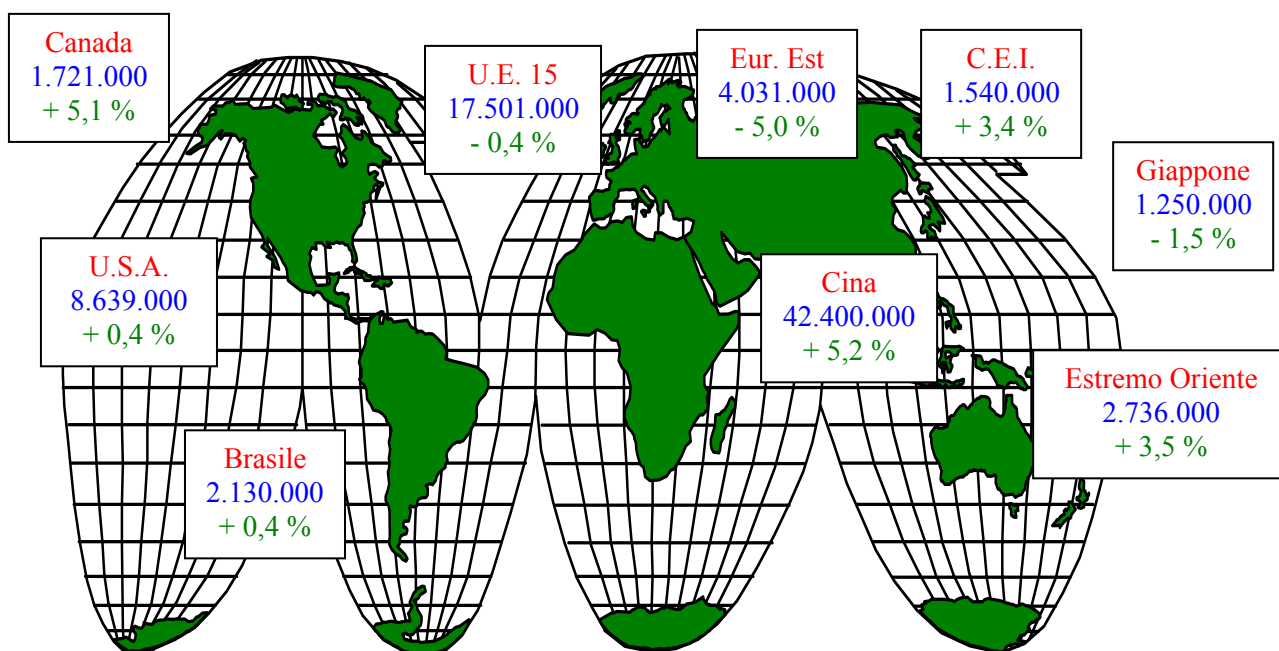 Canada
1.721.000
+ 5,1 %
U.E. 15
17.501.000
- 0,4 %
Eur. Est
4.031.000
- 5,0 %
C.E.I.
1.540.000
+ 3,4 %
Giappone
1.250.000
- 1,5 %
U.S.A.
8.639.000
+ 0,4 %
Cina
42.400.000
+ 5,2 %
Estremo Oriente
2.736.000
+ 3,5 %
Brasile
2.130.000
+ 0,4 %